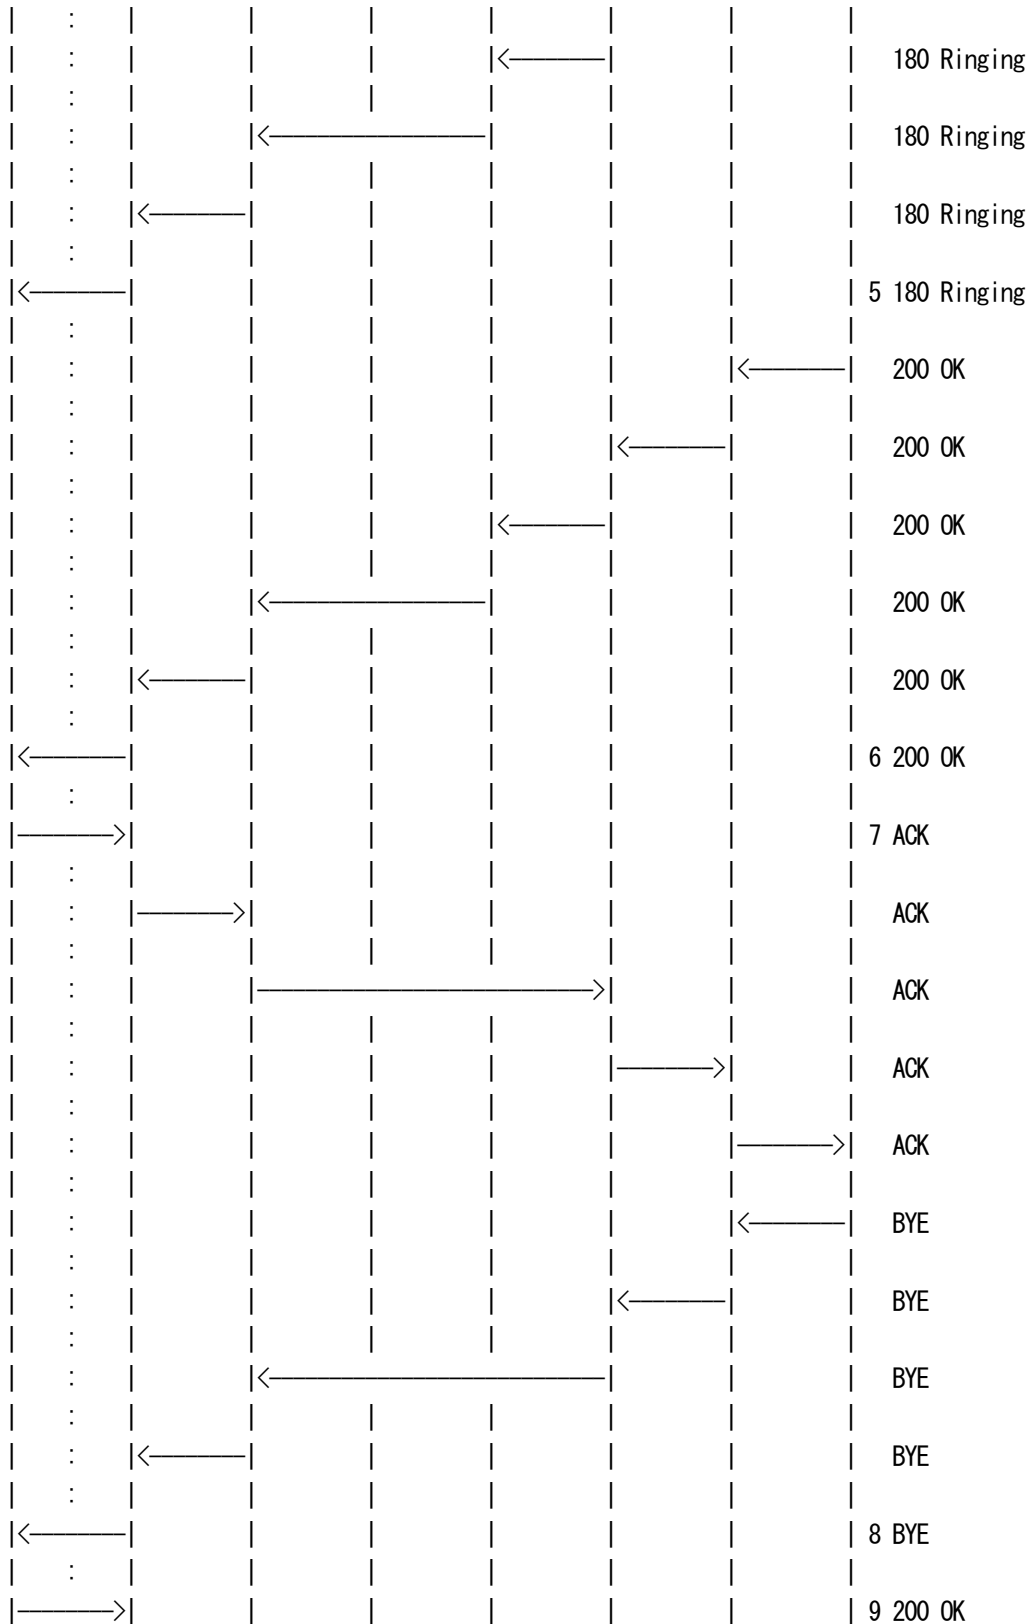 180 Ringing
180 Ringing
180 Ringing
5 180 Ringing
200 OK
200 OK
200 OK
200 OK
200 OK
6 200 OK
7 ACK
ACK
ACK
ACK
ACK
BYE
BYE
BYE
BYE
8 BYE
9 200 OK